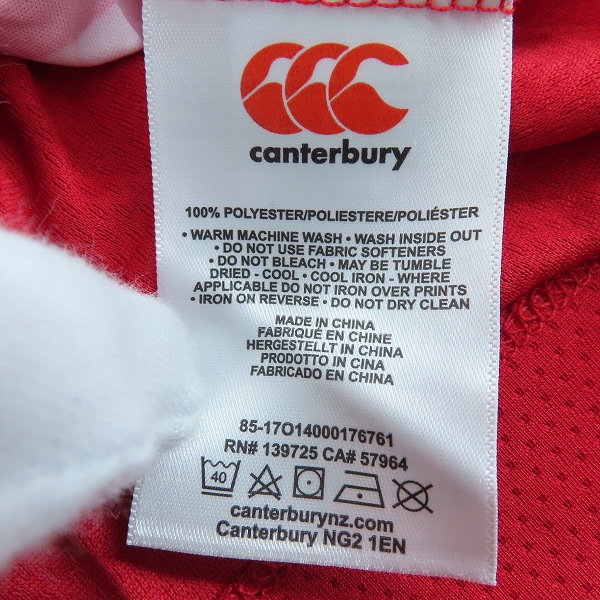 canterbury
100% POLYESTER/POLIESTERE/POLIÉSTER
• WARM MACHINE WASH • WASH INSIDE OUT
• DO NOT USE FABRIC SOFTENERS
• DO NOT BLEACH • MAY BE TUMBLE
DRIED - COOL • COOL IRON - WHERE
APPLICABLE DO NOT IRON OVER PRINTS
• IRON ON REVERSE • DO NOT DRY CLEAN
MADE IN CHINA
FABRIQUÉ EN CHINE
HERGESTELLT IN CHINA
PRODOTTO IN CINA
FABRICADO EN CHINA
85-17O14000176761
RN# 139725 CA# 57964
40
canterburynz.com
Canterbury NG2 1EN